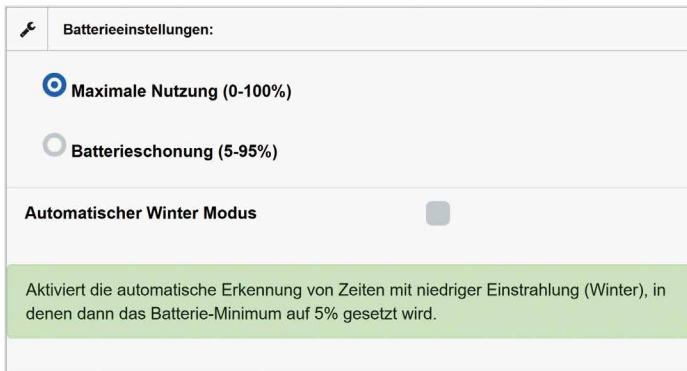 Batterieeinstellungen:
Maximale Nutzung (0-100%)
Batterieschonung (5-95%)
Automatischer Winter Modus
Aktiviert die automatische Erkennung von Zeiten mit niedriger Einstrahlung (Winter), in
denen dann das Batterie-Minimum auf 5% gesetzt wird.